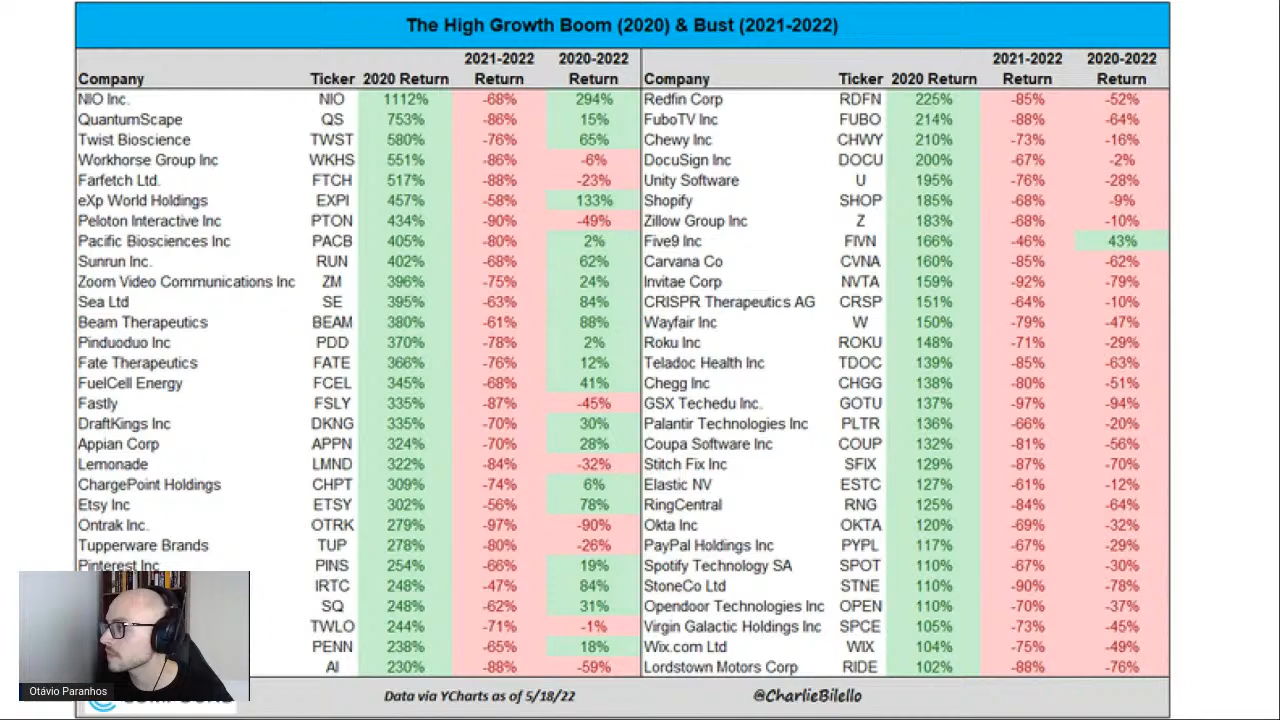 The High Growth Boom (2020) & Bust (2021-2022)
Company Ticker 2020 Return 2021-2022 Return 2020-2022 Return Company Ticker 2020 Return 2021-2022 Return 2020-2022 Return
NIO Inc. NIO 1112% -68% 294% Redfin Corp RDFN 225% -85% -52%
QuantumScape QS 753% -86% 15% FuboTV Inc FUBO 214% -88% -64%
Twist Bioscience TWST 580% -76% 65% Chewy Inc CHWY 210% -73% -16%
Workhorse Group Inc WKHS 551% -86% -6% DocuSign Inc DOCU 200% -67% -2%
Farfetch Ltd. FTCH 517% -88% -23% Unity Software U 195% -76% -28%
eXp World Holdings EXPI 457% -58% 133% Shopify SHOP 185% -68% -9%
Peloton Interactive Inc PTON 434% -90% -49% Zillow Group Inc Z 183% -68% -10%
Pacific Biosciences Inc PACB 405% -80% 2% Five9 Inc FIVN 166% -46% 43%
Sunrun Inc. RUN 402% -68% 62% Carvana Co CVNA 160% -85% -62%
Zoom Video Communications Inc ZM 396% -75% 24% Invitae Corp NVTA 159% -92% -79%
Sea Ltd SE 395% -63% 84% CRISPR Therapeutics AG CRSP 151% -64% -10%
Beam Therapeutics BEAM 380% -61% 88% Wayfair Inc W 150% -79% -47%
Pinduoduo Inc PDD 370% -78% 2% Roku Inc ROKU 148% -71% -29%
Fate Therapeutics FATE 366% -76% 12% Teladoc Health Inc TDOC 139% -85% -63%
FuelCell Energy FCEL 345% -68% 41% Chegg Inc CHGG 138% -80% -51%
Fastly FSLY 335% -87% -45% GSX Techedu Inc. GOTU 137% -97% -94%
DraftKings Inc DKNG 335% -70% 30% Palantir Technologies Inc PLTR 136% -66% -20%
Appian Corp APPN 324% -70% 28% Coupa Software Inc COUP 132% -81% -56%
Lemonade LMND 322% -84% -32% Stitch Fix Inc SFIX 129% -87% -70%
ChargePoint Holdings CHPT 309% -74% 6% Elastic NV ESTC 127% -61% -12%
Etsy Inc ETSY 302% -56% 78% RingCentral RNG 125% -84% -64%
Ontrak Inc. OTRK 279% -97% -90% Okta Inc OKTA 120% -69% -32%
Tupperware Brands TUP 278% -80% -26% PayPal Holdings Inc PYPL 117% -67% -29%
Pinterest Inc PINS 254% -66% 19% Spotify Technology SA SPOT 110% -67% -30%
IRTC 248% -47% 84% StoneCo Ltd STNE 110% -90% -78%
SQ 248% -62% 31% Opendoor Technologies Inc OPEN 110% -70% -37%
TWLO 244% -71% -1% Virgin Galactic Holdings Inc SPCE 105% -73% -45%
PENN 238% -65% 18% Wix.com Ltd WIX 104% -75% -49%
AI 230% -88% -59% Lordstown Motors Corp RIDE 102% -88% -76%
Otávio Paranhos
Data via YCharts as of 5/18/22 @CharlieBilello